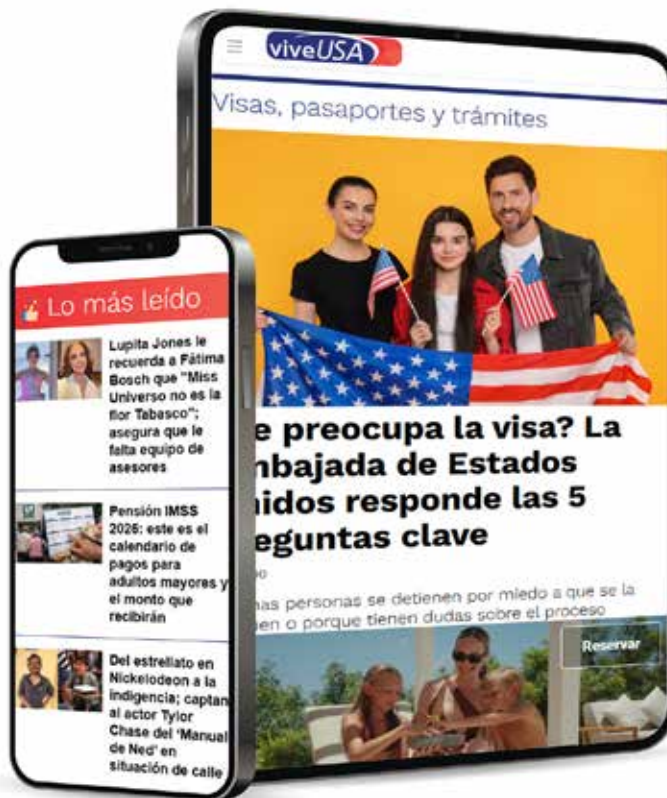 viveUSA
Visas, pasaportes y trámites
e preocupa la visa? La
mbajada de Estados
nidos responde las 5
eguntas clave
nas personas se detienen por miedo a que se la
en o porque tienen dudas sobre el proceso
Reservar
Lo más leído
Lupita Jones le
recuerda a Fátima
Bosch que "Miss
Universo no es la
flor Tabasco";
asegura que le
falta equipo de
asesores
Pensión IMSS
2026: este es el
calendario de
pagos para
adultos mayores y
el monto que
recibirán
Del estrellato en
Nickelodeon a la
indigencia; captan
al actor Tylor
Chase del 'Manual
de Ned' en
situación de calle